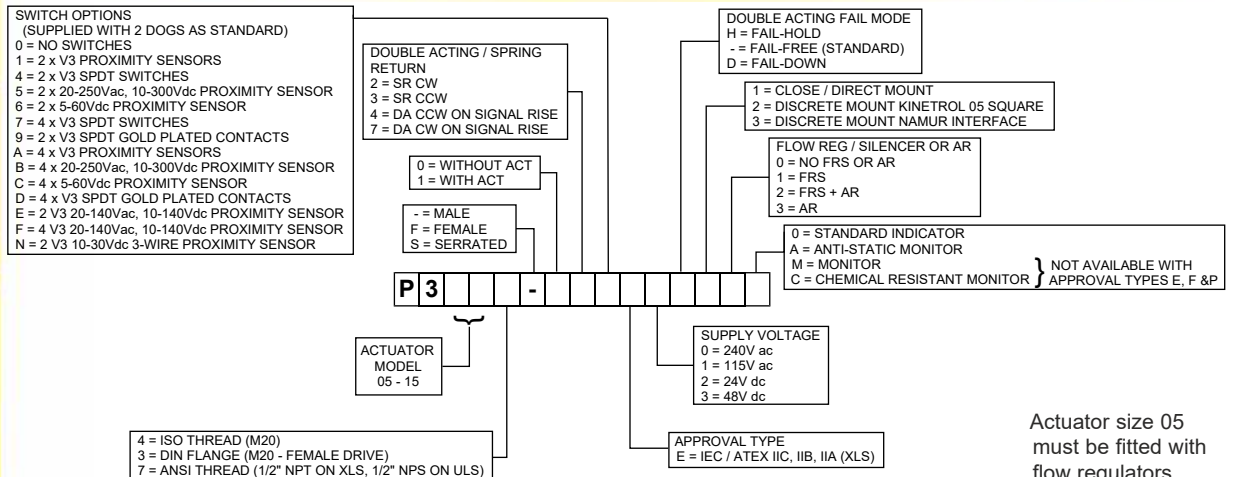 SWITCH OPTIONS
(SUPPLIED WITH 2 DOGS AS STANDARD)
0 = NO SWITCHES
1 = 2 x V3 PROXIMITY SENSORS
4 = 2 x V3 SPDT SWITCHES
5 = 2 x 20-250Vac, 10-300Vdc PROXIMITY SENSOR
6 = 2 x 5-60Vdc PROXIMITY SENSOR
7 = 4 x V3 SPDT SWITCHES
9 = 2 x V3 SPDT GOLD PLATED CONTACTS
A = 4 x V3 PROXIMITY SENSORS
B = 4 x 20-250Vac, 10-300Vdc PROXIMITY SENSOR
C = 4 x 5-60Vdc PROXIMITY SENSOR
D = 4 x V3 SPDT GOLD PLATED CONTACTS
E = 2 V3 20-140Vac, 10-140Vdc PROXIMITY SENSOR
F = 4 V3 20-140Vac, 10-140Vdc PROXIMITY SENSOR
N = 2 V3 10-30Vdc 3-WIRE PROXIMITY SENSOR
DOUBLE ACTING / SPRING
RETURN
2 = SR CW
3 = SR CCW
4 = DA CCW ON SIGNAL RISE
7 = DA CW ON SIGNAL RISE
0 = WITHOUT ACT
1 = WITH ACT
- = MALE
F = FEMALE
S = SERRATED
DOUBLE ACTING FAIL MODE
H = FAIL-HOLD
- = FAIL-FREE (STANDARD)
D = FAIL-DOWN
1 = CLOSE / DIRECT MOUNT
2 = DISCRETE MOUNT KINETROL 05 SQUARE
3 = DISCRETE MOUNT NAMUR INTERFACE
FLOW REG / SILENCER OR AR
0 = NO FRS OR AR
1 = FRS
2 = FRS + AR
3 = AR
0 = STANDARD INDICATOR
A = ANTI-STATIC MONITOR
M = MONITOR
C = CHEMICAL RESISTANT MONITOR } NOT AVAILABLE WITH
APPROVAL TYPES E, F &P
P 3 -
ACTUATOR
MODEL
05 - 15
SUPPLY VOLTAGE
0 = 240V ac
1 = 115V ac
2 = 24V dc
3 = 48V dc
4 = ISO THREAD (M20)
3 = DIN FLANGE (M20 - FEMALE DRIVE)
7 = ANSI THREAD (1/2" NPT ON XLS, 1/2" NPS ON ULS)
APPROVAL TYPE
E = IEC / ATEX IIC, IIB, IIA (XLS)
Actuator size 05
must be fitted with
flow regulators